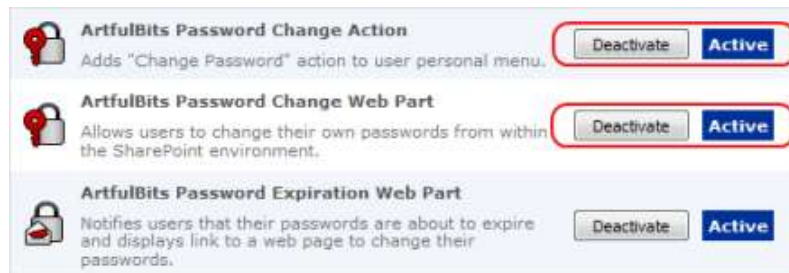 ArtfulBits Password Change Action
Adds "Change Password" action to user personal menu.
Deactivate Active
ArtfulBits Password Change Web Part
Allows users to change their own passwords from within
the SharePoint environment.
Deactivate Active
ArtfulBits Password Expiration Web Part
Notifies users that their passwords are about to expire
and displays link to a web page to change their
passwords.
Deactivate Active